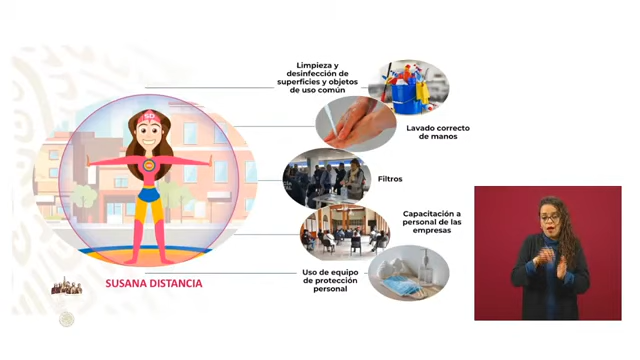 Limpieza y
desinfección de
superficies y objetos
de uso común
Lavado correcto
de manos
Filtros
Capacitación a
personal de las
empresas
Uso de equipo
de protección
personal
SD
SUSANA DISTANCIA